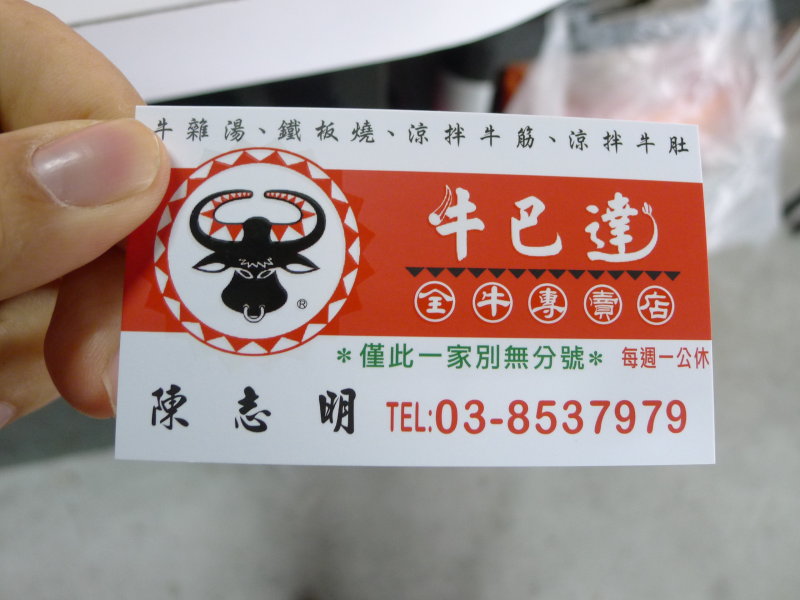 牛雜湯、鐵板燒、涼拌牛筋、涼拌牛肚
牛巴達
全牛專賣店
®
*僅此一家別無分號* 每週一公休
陳志明 TEL:03-8537979